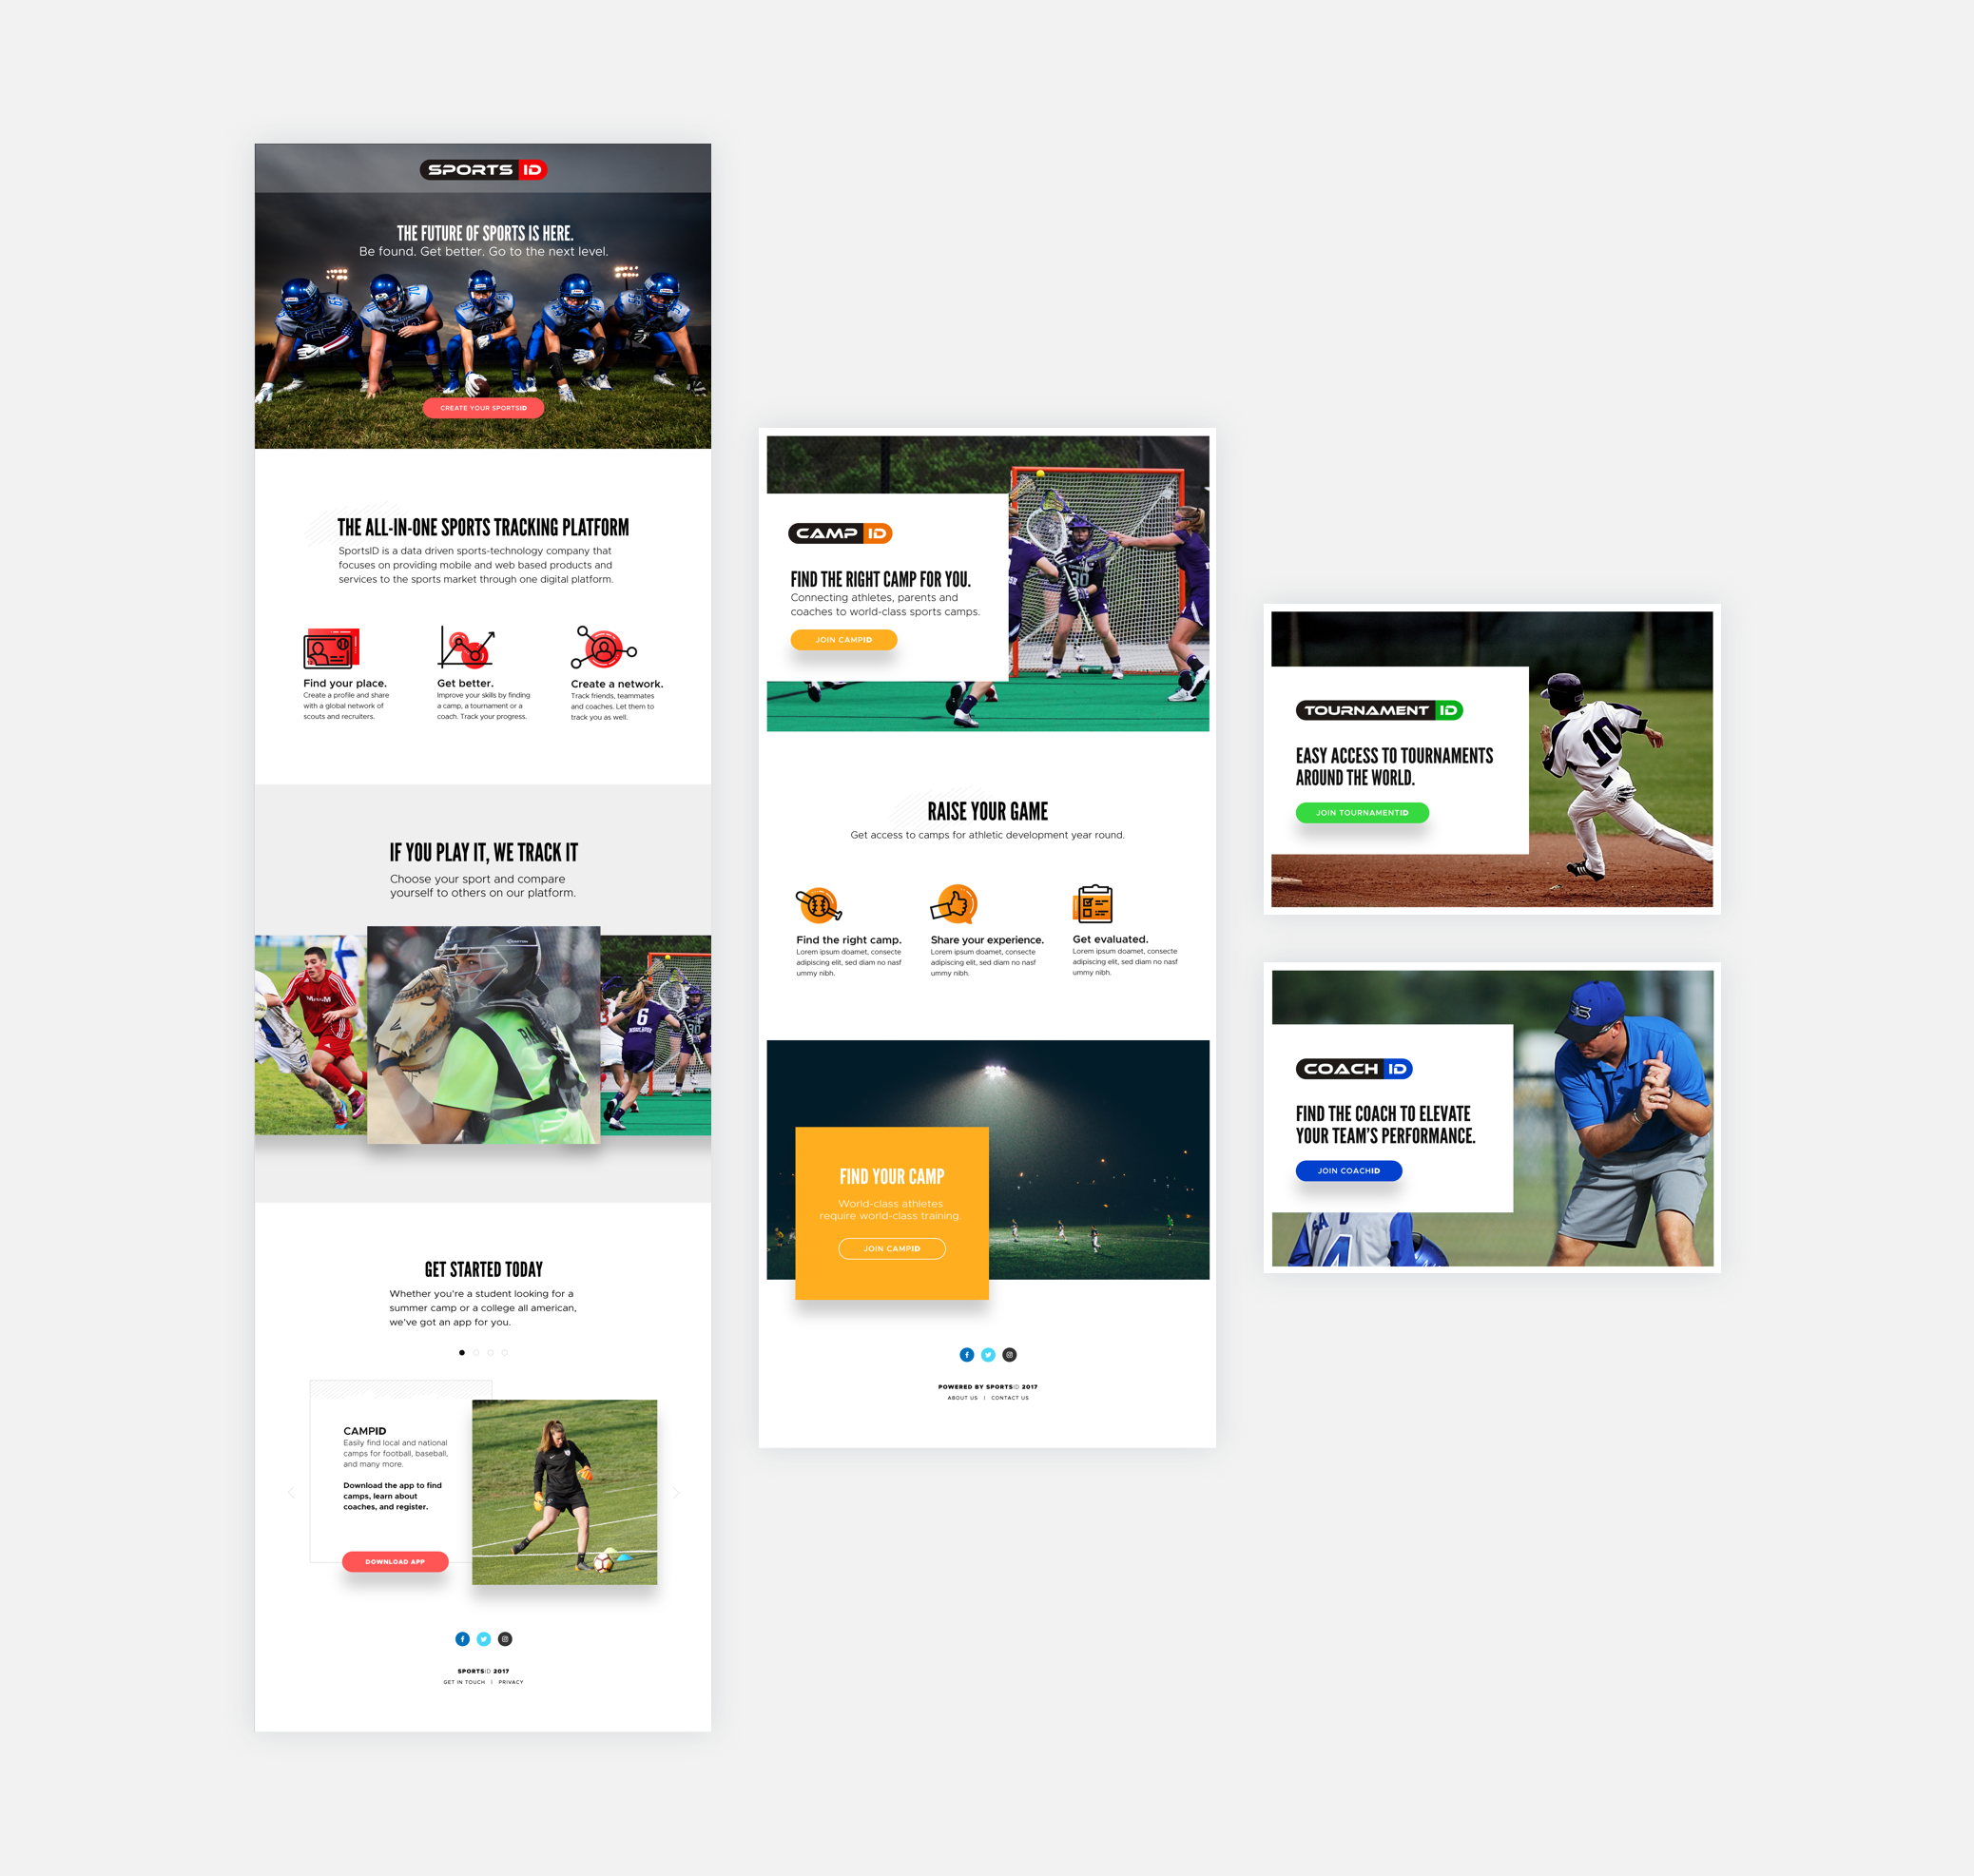 SPORTS ID
THE FUTURE OF SPORTS IS HERE.
Be found. Get better. Go to the next level.
CREATE YOUR SPORTSID
THE ALL-IN-ONE SPORTS TRACKING PLATFORM
SportsID is a data driven sports-technology company that
focuses on providing mobile and web based products and
services to the sports market through one digital platform.
Find your place.
Create a profile and share
with a global network of
scouts and recruiters.
Get better.
Improve your skills by finding
a camp, a tournament or a
coach. Track your progress.
Create a network.
Track friends, teammates
and coaches. Let them to
track you as well.
IF YOU PLAY IT, WE TRACK IT
Choose your sport and compare
yourself to others on our platform.
6
GET STARTED TODAY
Whether you're a student looking for a
summer camp or a college all american,
we've got an app for you.
CAMPID
Easily find local and national
camps for football, baseball,
and many more.
Download the app to find
camps, learn about
coaches, and register.
DOWNLOAD APP
SPORTSID 2017
GET IN TOUCH | PRIVACY
CAMP ID
FIND THE RIGHT CAMP FOR YOU.
Connecting athletes, parents and
coaches to world-class sports camps.
JOIN CAMPID
30
RAISE YOUR GAME
Get access to camps for athletic development year round.
Find the right camp.
Lorem ipsum doamet, consecte
adipiscing elit, sed diam no nasf
ummy nibh.
Share your experience.
Lorem ipsum doamet, consecte
adipiscing elit, sed diam no nasf
ummy nibh.
Get evaluated.
Lorem ipsum doamet, consecte
adipiscing elit, sed diam no nasf
ummy nibh.
FIND YOUR CAMP
World-class athletes
require world-class training.
JOIN CAMPID
POWERED BY SPORTSID 2017
ABOUT US | CONTACT US
TOURNAMENT ID
EASY ACCESS TO TOURNAMENTS
AROUND THE WORLD.
JOIN TOURNAMENTID
10
COACH ID
FIND THE COACH TO ELEVATE
YOUR TEAM'S PERFORMANCE.
JOIN COACHID
4